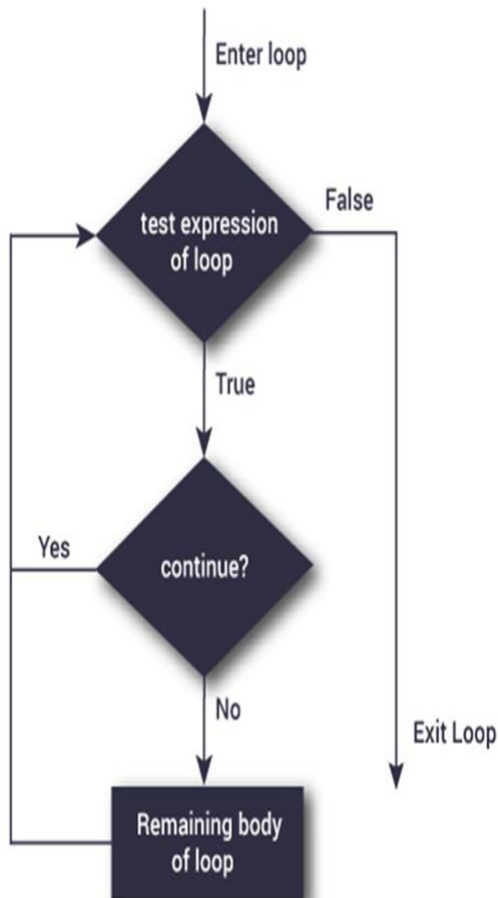 Enter loop
test expression
of loop
False
True
Yes
continue?
No
Exit Loop
Remaining body
of loop